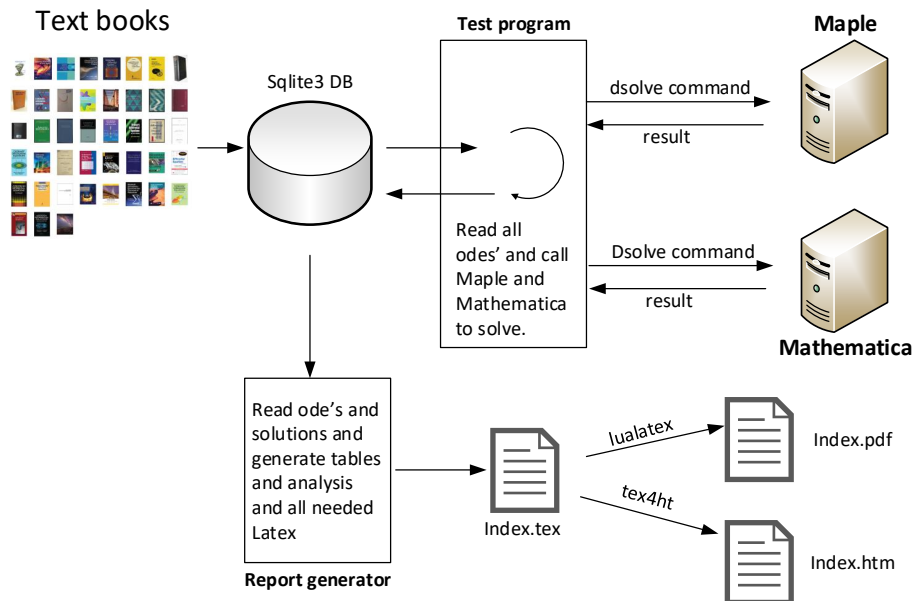 Text books
Sqlite3 DB
Test program
Read all
odes’ and call
Maple and
Mathematica
to solve.
Maple
dsolve command
result
Dsolve command
result
Mathematica
Read ode’s and
solutions and
generate tables
and analysis
and all needed
Latex
Report generator
Index.tex
lualatex
Index.pdf
tex4ht
Index.htm